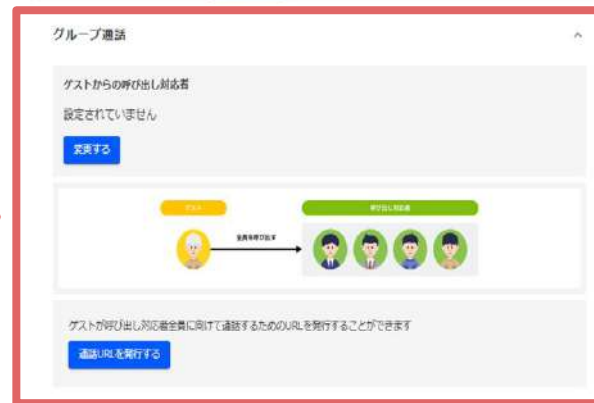 グループ通話
ゲストからの呼び出し対応者
設定されていません
変更する
ゲスト
呼び出し対応者
全員を呼び出す
ゲストが呼び出し対応者全員に向けて通話するためのURLを発行することができます
通話URLを発行する